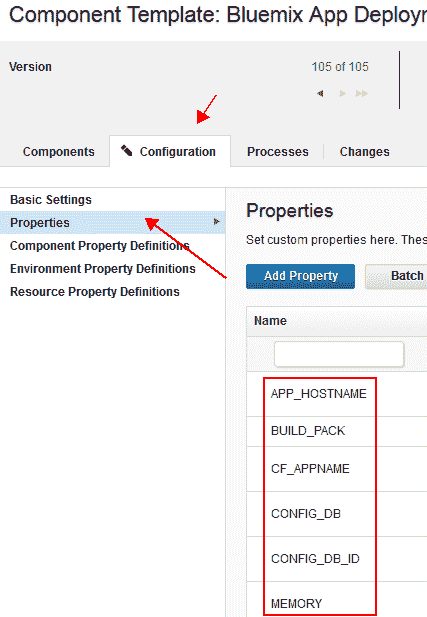 Component Template: Bluemix App
Version
105 of 105
Components
Configuration
Processes
Changes
Basic Settings
Properties
Component Property Definitions
Environment Property Definitions
Resource Property Definitions
Properties
Set custom properties here.
Add Property
Batch
Name
APP_HOSTNAME
BUILD_PACK
CF_APPNAME
CONFIG_DB
CONFIG_DB_ID
MEMORY